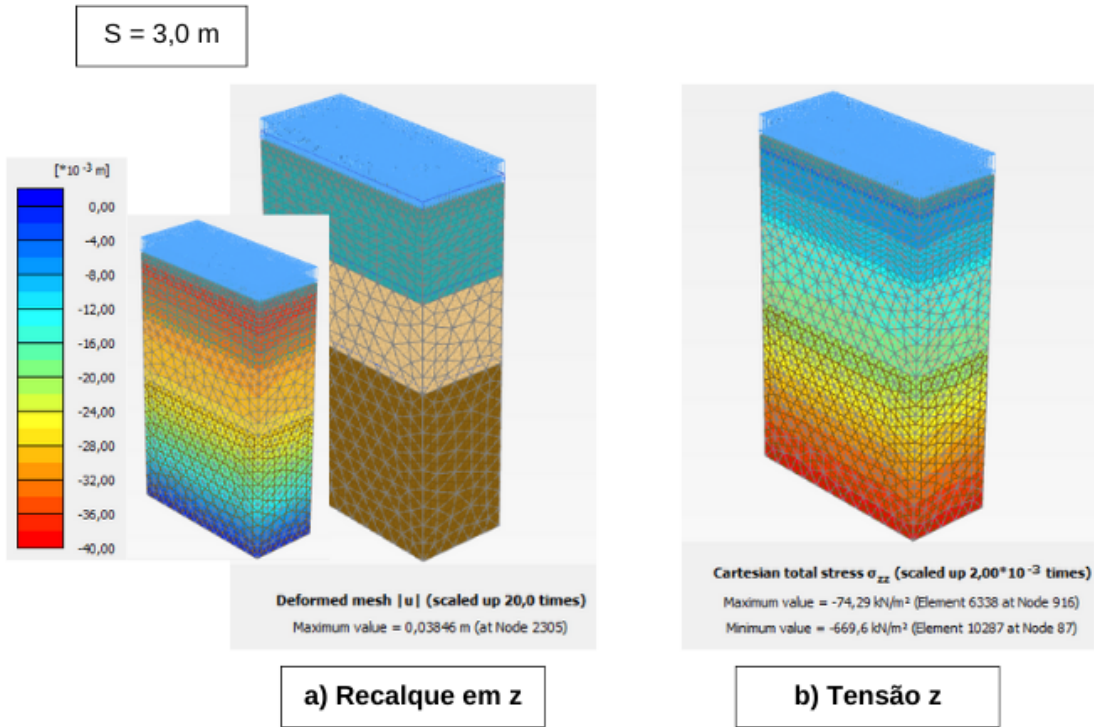 S = 3,0 m
[*10 -3 m]
0,00
-4,00
-8,00
-12,00
-16,00
-20,00
-24,00
-28,00
-32,00
-36,00
-40,00
Deformed mesh |u| (scaled up 20,0 times)
Maximum value = 0,03846 m (at Node 2305)
Cartesian total stress σzz (scaled up 2,00*10 -3 times)
Maximum value = -74,29 kN/m² (Element 6338 at Node 916)
Minimum value = -669,6 kN/m² (Element 10287 at Node 87)
a) Recalque em z
b) Tensão z